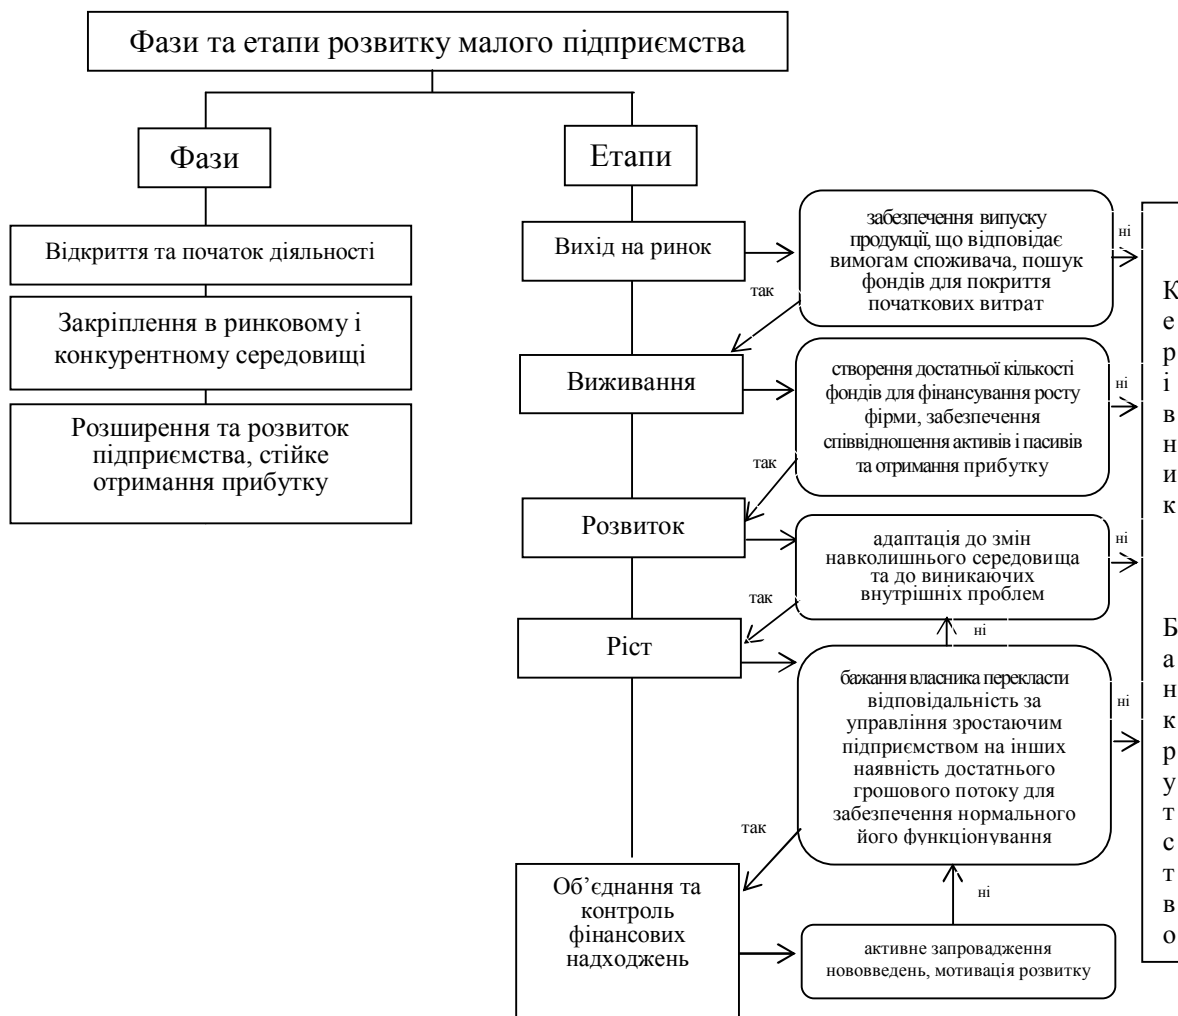 Фази та етапи розвитку малого підприємства
Фази
Етапи
Відкриття та початок діяльності
Закріплення в ринковому і
конкурентному середовищі
Розширення та розвиток
підприємства, стійке
отримання прибутку
Вихід на ринок
забезпечення випуску
продукції, що відповідає
вимогам споживача, пошук
фондів для покриття
початкових витрат
ні
так
Виживання
створення достатньої кількості
фондів для фінансування росту
фірми, забезпечення
співвідношення активів і пасивів
та отримання прибутку
ні
так
Розвиток
адаптація до змін
навколишнього середовища
та до виникаючих
внутрішніх проблем
ні
так
ні
Ріст
бажання власника перекласти
відповідальність за
управління зростаючим
підприємством на інших
наявність достатнього
грошового потоку для
забезпечення нормального
його функціонування
ні
так
ні
Об’єднання та
контроль
фінансових
надходжень
активне запровадження
нововведень, мотивація розвитку
Керівник
Банкрутство